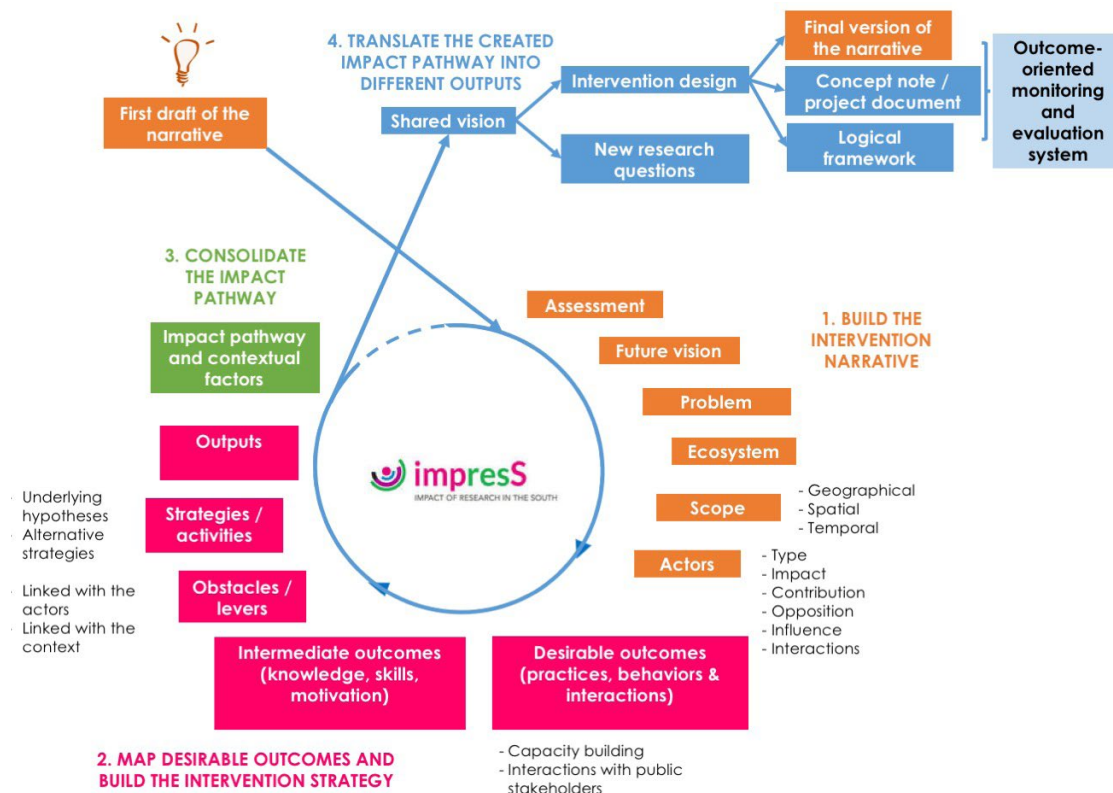 First draft of the
narrative
4. TRANSLATE THE CREATED
IMPACT PATHWAY INTO
DIFFERENT OUTPUTS
Shared vision
Intervention design
New research
questions
Final version of
the narrative
Concept note /
project document
Logical
framework
Outcome-
oriented
monitoring
and
evaluation
system
3. CONSOLIDATE
THE IMPACT
PATHWAY
Impact pathway
and contextual
factors
Assessment
Future vision
Problem
Ecosystem
Scope
Actors
1. BUILD THE
INTERVENTION
NARRATIVE
- Geographical
- Spatial
- Temporal
- Type
- Impact
- Contribution
- Opposition
- Influence
- Interactions
impresS
IMPACT OF RESEARCH IN THE SOUTH
Outputs
Strategies /
activities
Obstacles /
levers
· Underlying
hypotheses
· Alternative
strategies
· Linked with the
actors
· Linked with the
context
Intermediate outcomes
(knowledge, skills,
motivation)
Desirable outcomes
(practices, behaviors &
interactions)
2. MAP DESIRABLE OUTCOMES AND
BUILD THE INTERVENTION STRATEGY
- Capacity building
- Interactions with public
stakeholders